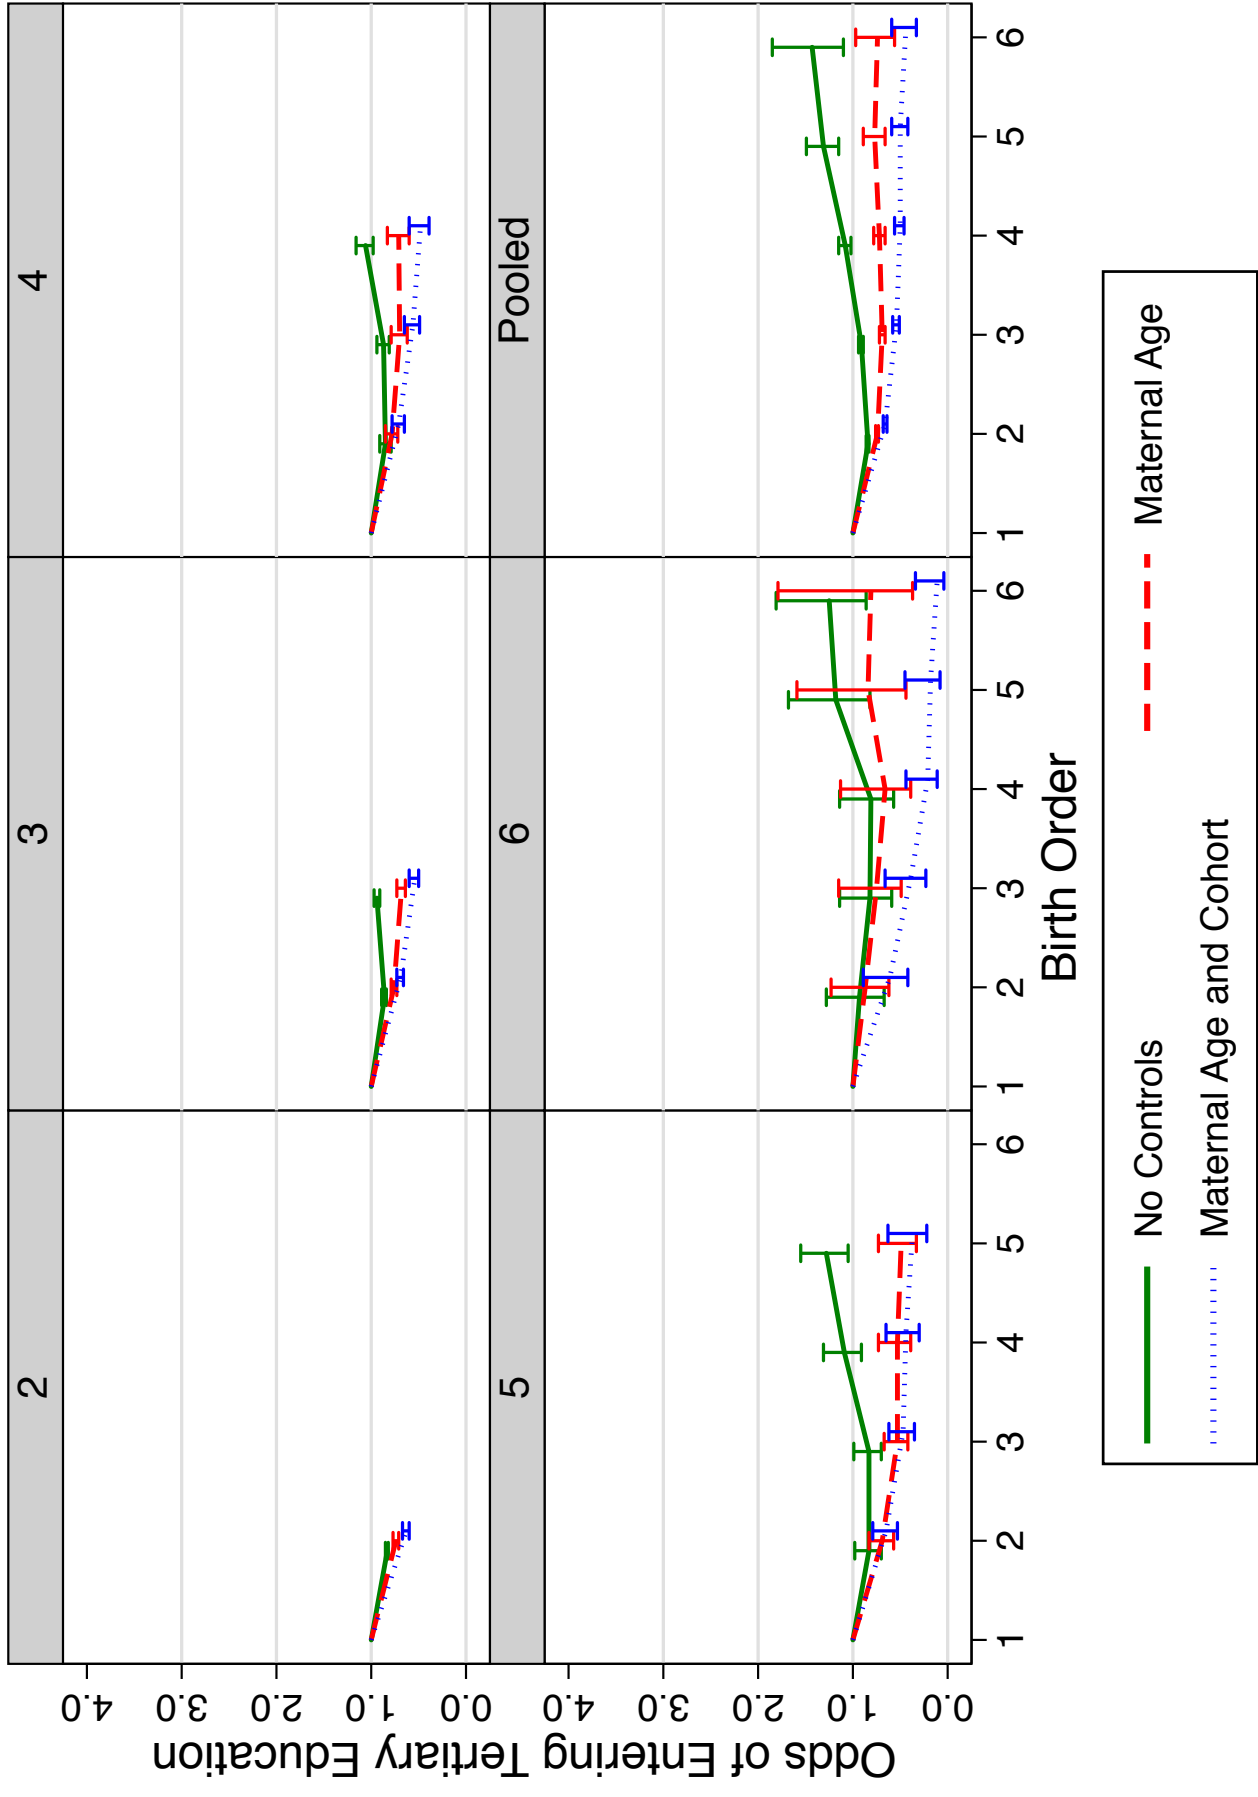 2
3
4
4.0
3.0
2.0
1.0
0.0
5
6
Pooled
4.0
3.0
2.0
1.0
0.0
Odds of Entering Tertiary Education
1 2 3 4 5 6
1 2 3 4 5 6
1 2 3 4 5 6
Birth Order
No Controls
Maternal Age
Maternal Age and Cohort